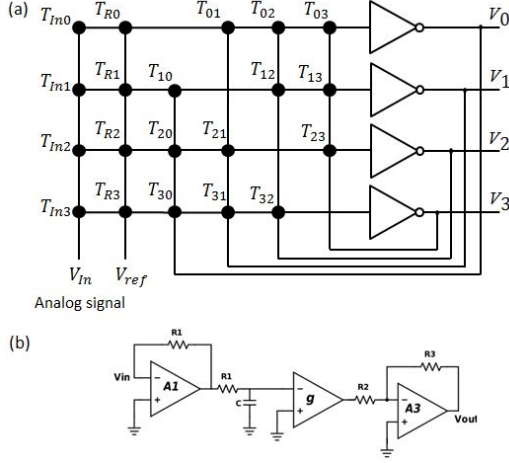 (a)
T_In0 T_R0 T_01 T_02 T_03 V_0
T_In1 T_R1 T_10 T_12 T_13 V_1
T_In2 T_R2 T_20 T_21 T_23 V_2
T_In3 T_R3 T_30 T_31 T_32 V_3
V_In V_ref
Analog signal
(b)
R1 R3
Vin A1 R1 C g R2 A3 Vout
- + - + - +